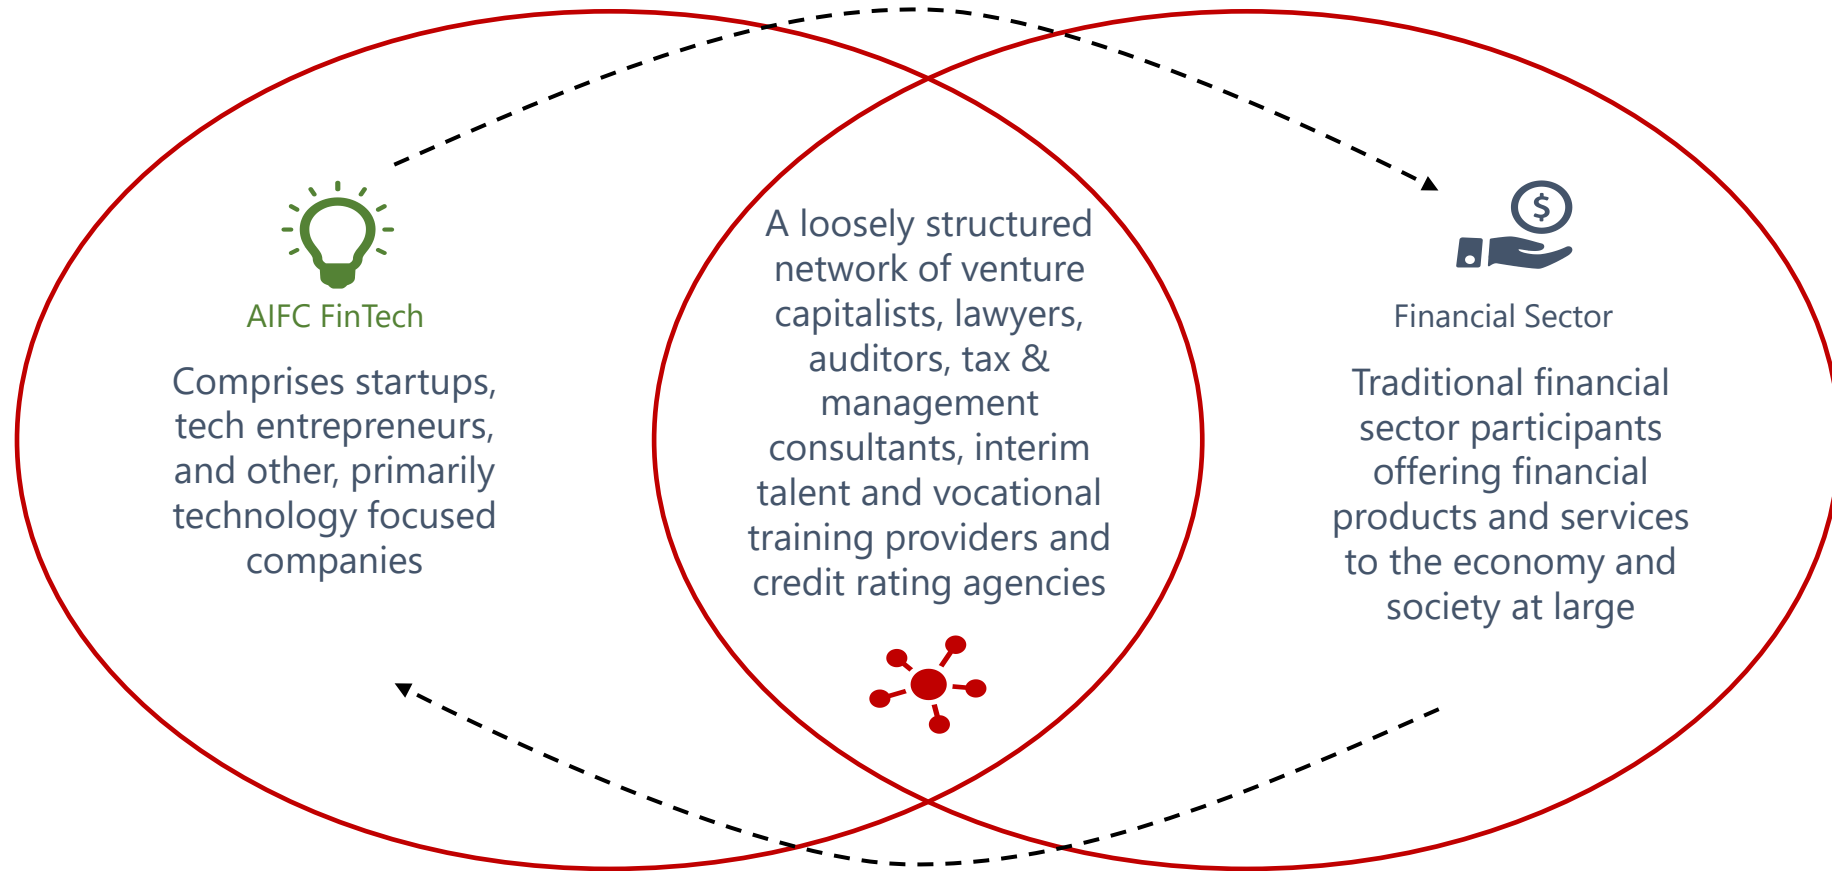 AIFC FinTech
Comprises startups,
tech entrepreneurs,
and other, primarily
technology focused
companies
A loosely structured
network of venture
capitalists, lawyers,
auditors, tax &
management
consultants, interim
talent and vocational
training providers and
credit rating agencies
$
Financial Sector
Traditional financial
sector participants
offering financial
products and services
to the economy and
society at large